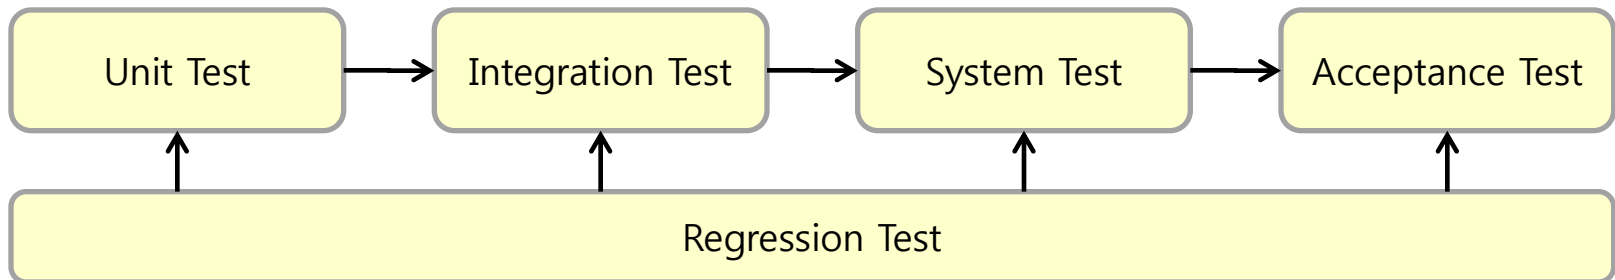 Unit Test
Integration Test
System Test
Acceptance Test
Regression Test